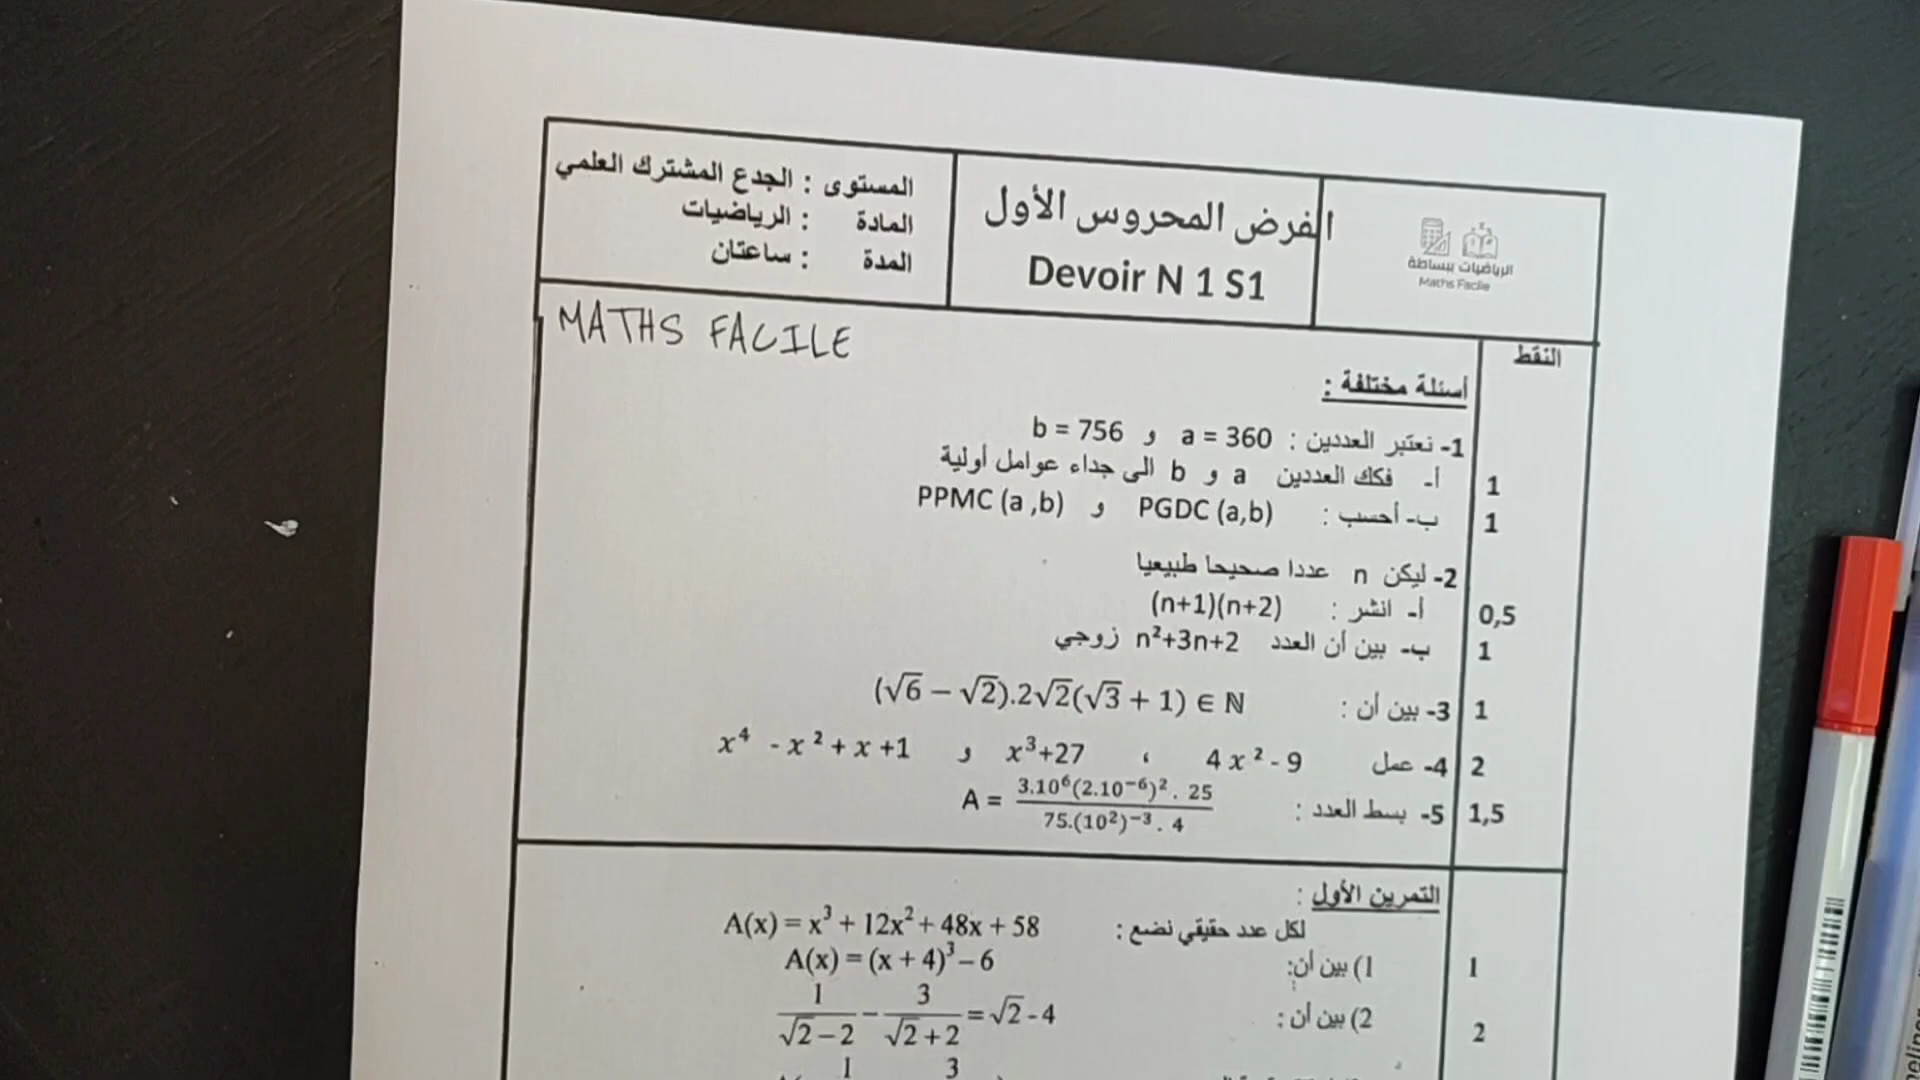 المستوى : الجدع المشترك العلمي
المادة : الرياضيات
المدة : ساعتان
الفرض المحروس الأول
Devoir N 1 S1
الرياضيات ببساطة
Maths Facile
MATHS FACILE
النقط
أسئلة مختلفة :
1- نعتبر العددين : a = 360 و b = 756
أ- فكك العددين a و b الى جداء عوامل أولية 1
ب- أحسب : PGDC (a,b) و PPMC (a ,b) 1
2- ليكن n عددا صحيحا طبيعيا
أ- انشر : (n+1)(n+2) 0,5
ب- بين أن العدد n²+3n+2 زوجي 1
3- بين أن : (√6 − √2).2√2(√3 + 1) ∈ ℕ 1
4- عمل 4 x² - 9 ، x³+27 و x⁴ - x² + x +1 2
5- بسط العدد : A = 3.10⁶(2.10⁻⁶)² . 25 / 75.(10²)⁻³ . 4 1,5
التمرين الأول :
لكل عدد حقيقي نضع : A(x) = x³ + 12x² + 48x + 58
1) بين أن: A(x) = (x + 4)³ – 6 1
2) بين أن : 1/(√2 – 2) – 3/(√2 + 2) = √2 - 4 2
1 3